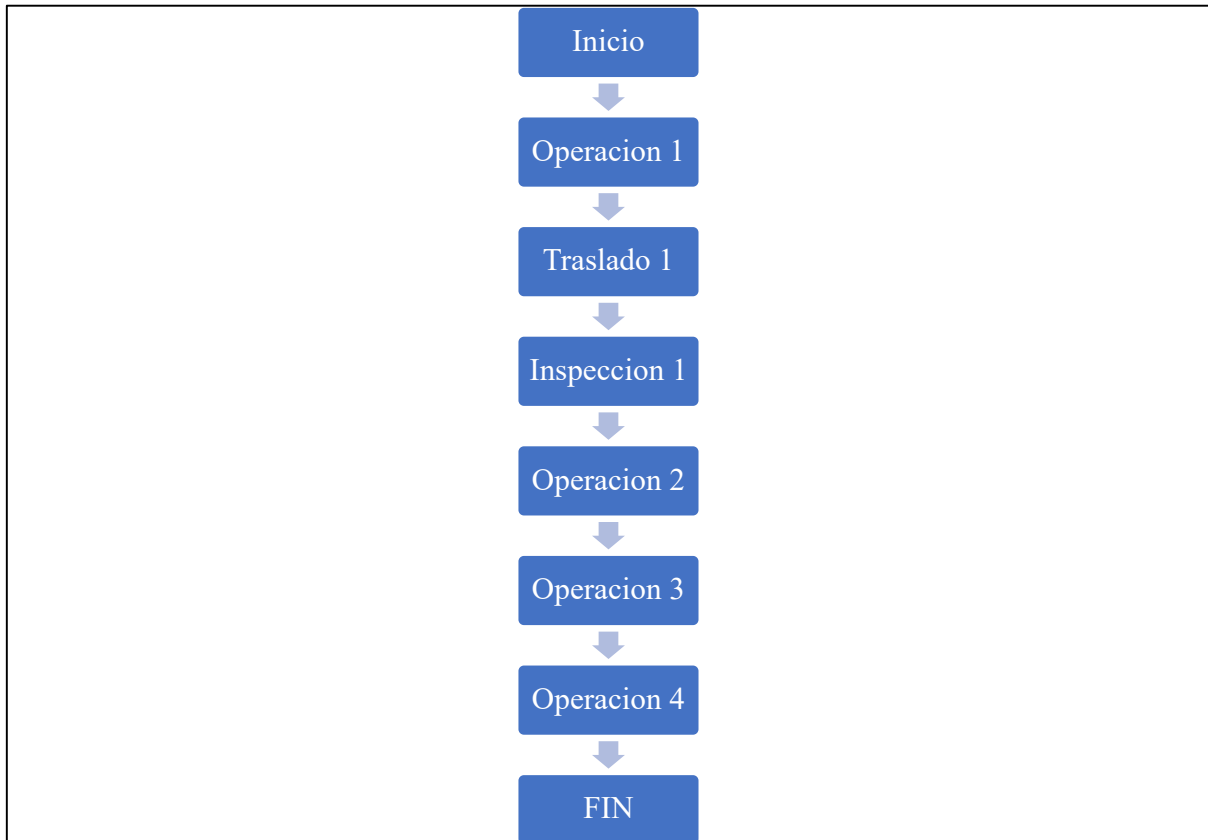 Inicio
Operacion 1
Traslado 1
Inspeccion 1
Operacion 2
Operacion 3
Operacion 4
FIN